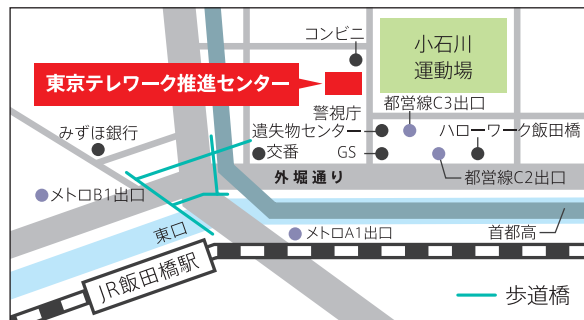 コンビニ
小石川
運動場
東京テレワーク推進センター
警視庁
遺失物センター
都営線C3出口
みずほ銀行
ハローワーク飯田橋
交番
GS
外堀通り
都営線C2出口
メトロB1出口
東口
メトロA1出口
首都高
JR飯田橋駅
歩道橋